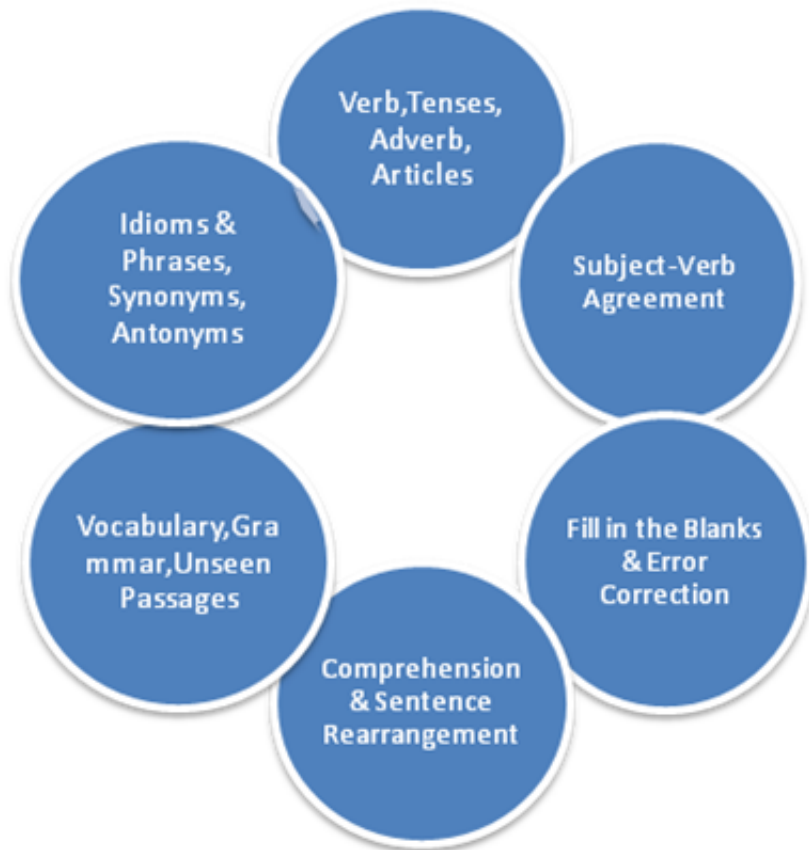 Verb,Tenses,
Adverb,
Articles
Subject-Verb
Agreement
Fill in the Blanks
& Error
Correction
Comprehension
& Sentence
Rearrangement
Vocabulary,Gra
mmar,Unseen
Passages
Idioms &
Phrases,
Synonyms,
Antonyms